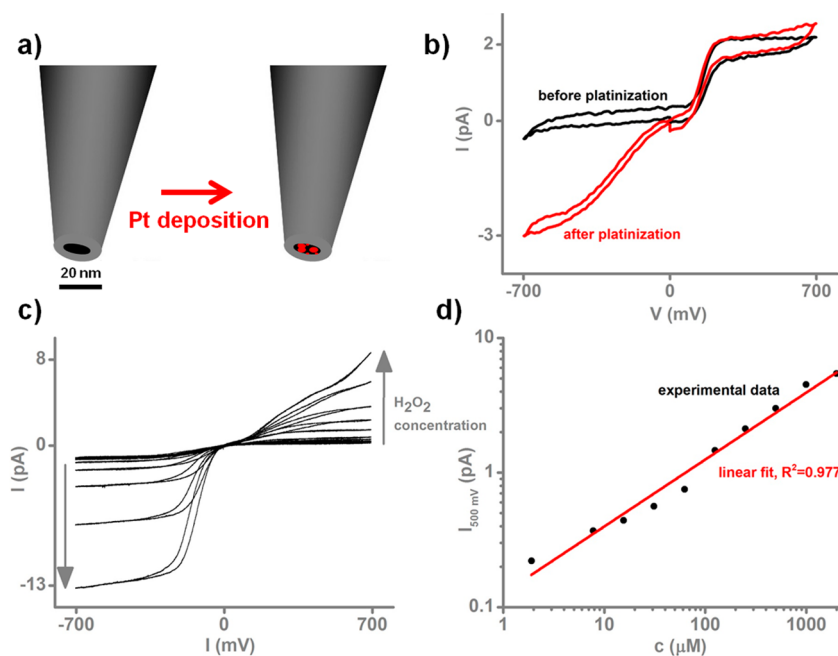 a)
Pt deposition
20 nm
b)
I (pA)
2
0
-3
before platinization
after platinization
-700
0
700
V (mV)
c)
I (pA)
8
0
-13
H₂O₂
concentration
-700
0
700
I (mV)
d)
I₅₀₀ ₘV (pA)
10
1
0.1
experimental data
linear fit, R²=0.977
1
10
100
1000
c (μM)